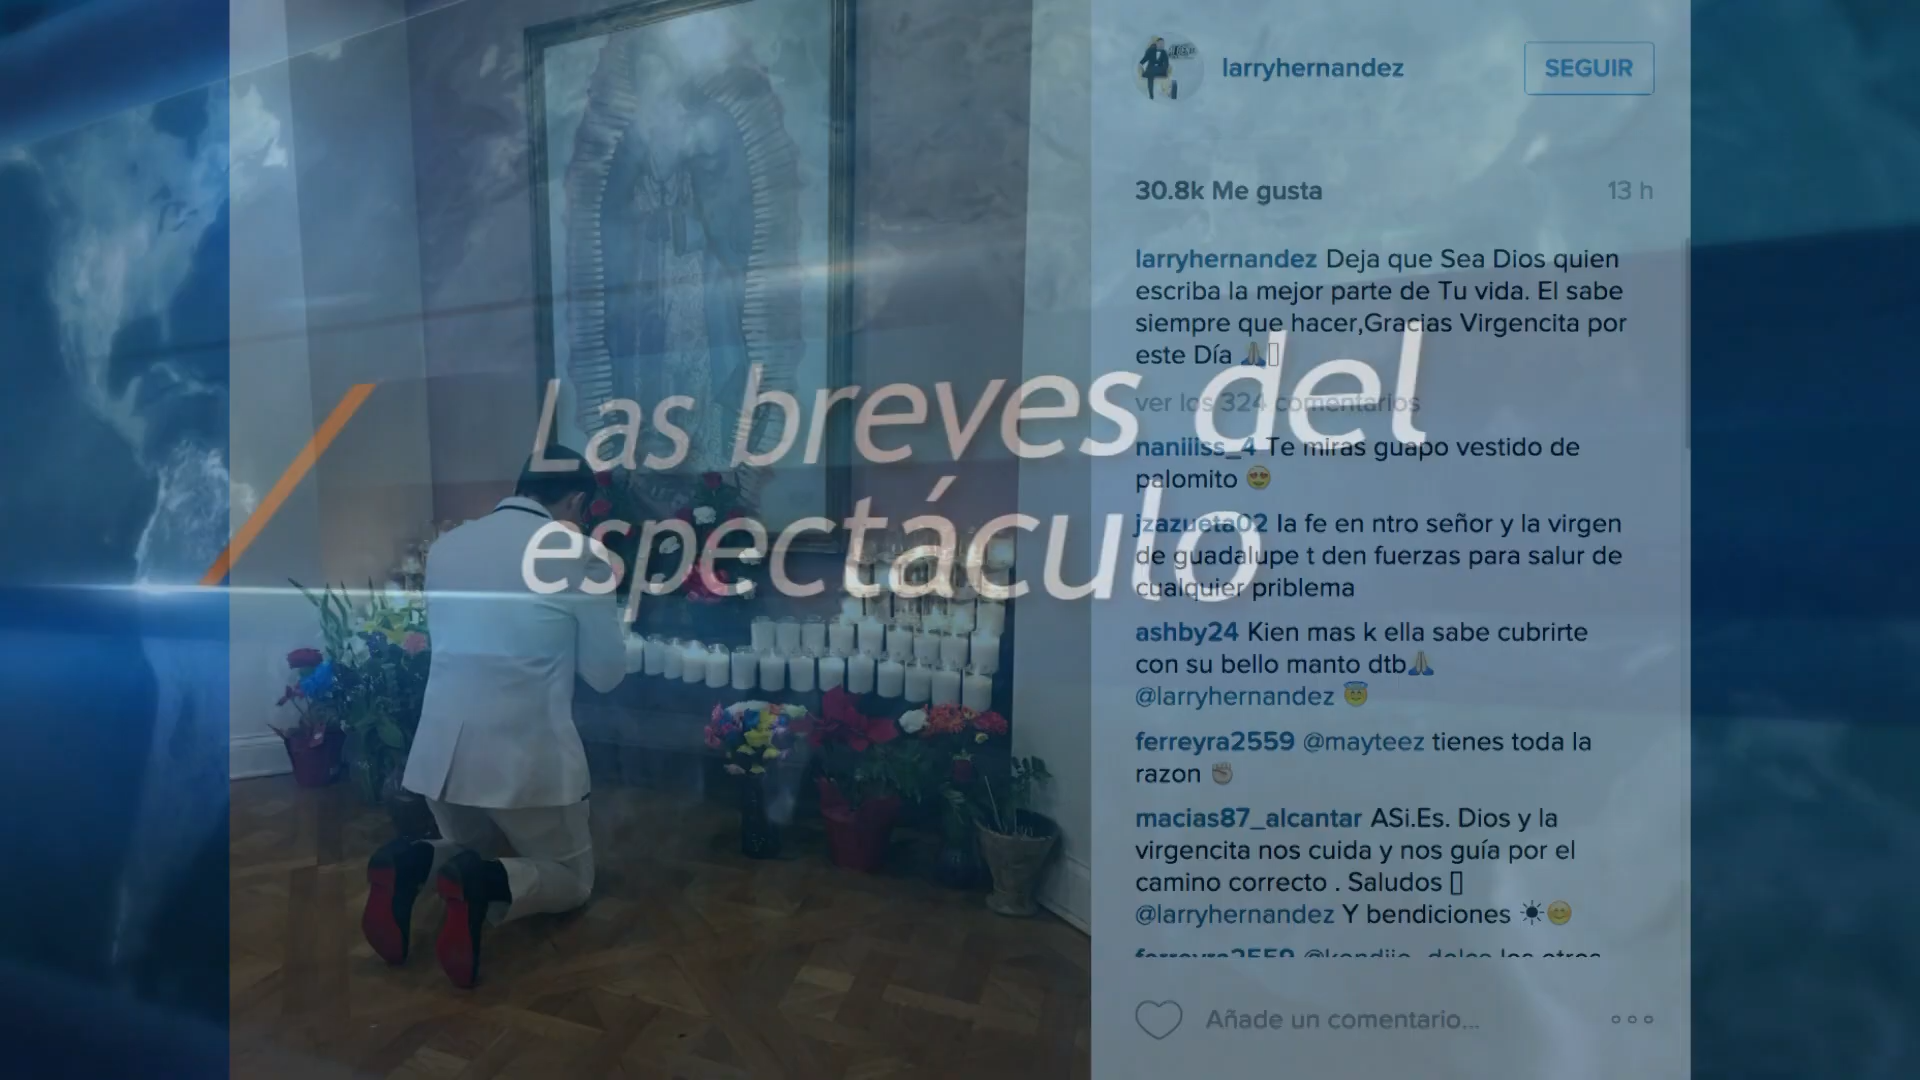 larryhernandez
SEGUIR
30.8k Me gusta
13 h
larryhernandez Deja que Sea Dios quien
escriba la mejor parte de Tu vida. El sabe
siempre que hacer,Gracias Virgencita por
este Día 🙏
ver los 324 comentarios
naniliss_4 Te miras guapo vestido de
palomito 😍
jzazueta02 la fe en ntro señor y la virgen
de guadalupe t den fuerzas para salur de
cualquier priblema
ashby24 Kien mas k ella sabe cubrirte
con su bello manto dtb🙏
@larryhernandez 😇
ferreyra2559 @mayteez tienes toda la
razon ✊
macias87_alcantar ASi.Es. Dios y la
virgencita nos cuida y nos guía por el
camino correcto . Saludos
@larryhernandez Y bendiciones ☀😊
ferreyra2559
Añade un comentario...
Las breves del
espectáculo